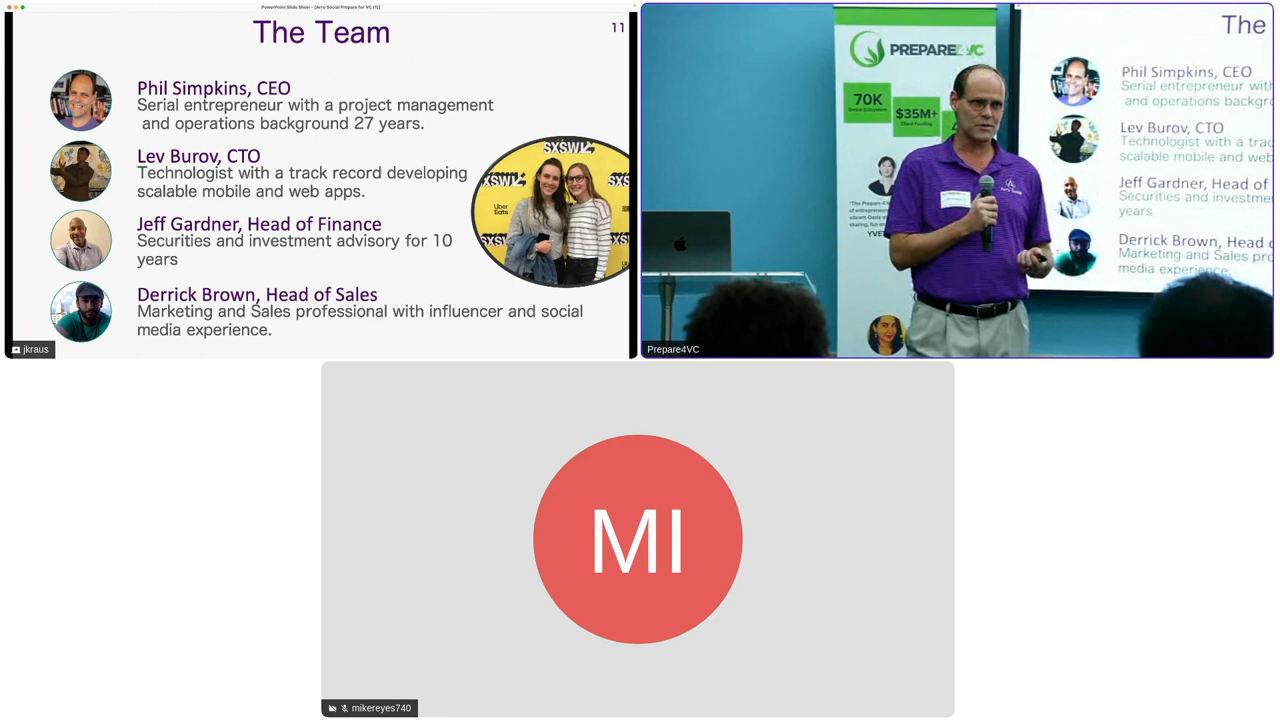 PowerPoint Slide Show - [Arro Social Prepare for VC (1)]
The Team
11
Phil Simpkins, CEO
Serial entrepreneur with a project management
and operations background 27 years.
Lev Burov, CTO
Technologist with a track record developing
scalable mobile and web apps.
Jeff Gardner, Head of Finance
Securities and investment advisory for 10
years
Derrick Brown, Head of Sales
Marketing and Sales professional with influencer and social
media experience.
SXSW
SXSW
SXS
Uber
Eats
jkraus
PREPARE4VC
70K
$35M+
Client Funding
The
Phil Simpkins, CEO
Serial entrepreneur with
and operations backgro
Lev Burov, CTO
Technologist with a trac
scalable mobile and web
Jeff Gardner, Head of
Securities and investme
years
Derrick Brown, Head o
Marketing and Sales pro
media experience.
Prepare4VC
MI
mikereyes740